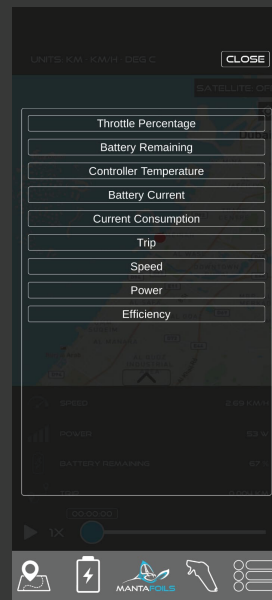 UNITS: KM · KM/H · DEG C
CLOSE
SATELLITE: OF
Throttle Percentage
Battery Remaining
Controller Temperature
Battery Current
Current Consumption
Trip
Speed
Power
Efficiency
SPEED
POWER
BATTERY REMAINING
00:00:00
1X
MANTAFOILS